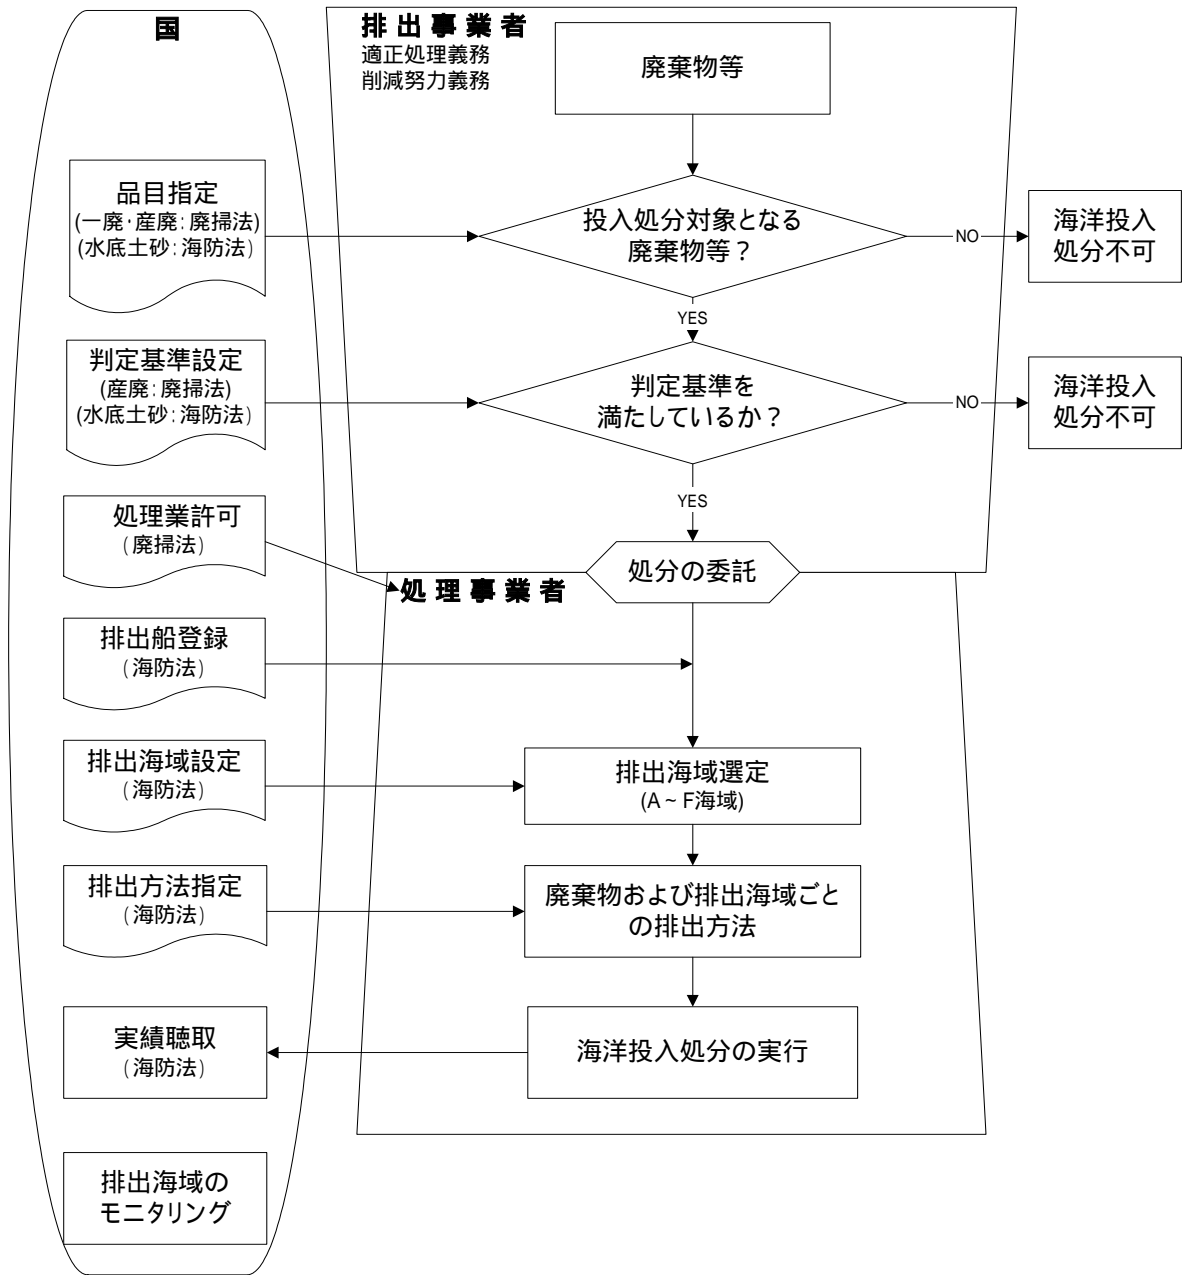 国
排出事業者
適正処理義務
削減努力義務
廃棄物等
品目指定
(一廃・産廃：廃掃法)
(水底土砂：海防法)
投入処分対象となる
廃棄物等？
NO
海洋投入
処分不可
YES
判定基準設定
(産廃：廃掃法)
(水底土砂：海防法)
判定基準を
満たしているか？
NO
海洋投入
処分不可
YES
処理業許可
(廃掃法)
処分の委託
処理事業者
排出船登録
(海防法)
排出海域設定
(海防法)
排出海域選定
(A～F海域)
排出方法指定
(海防法)
廃棄物および排出海域ごと
の排出方法
実績聴取
(海防法)
海洋投入処分の実行
排出海域の
モニタリング